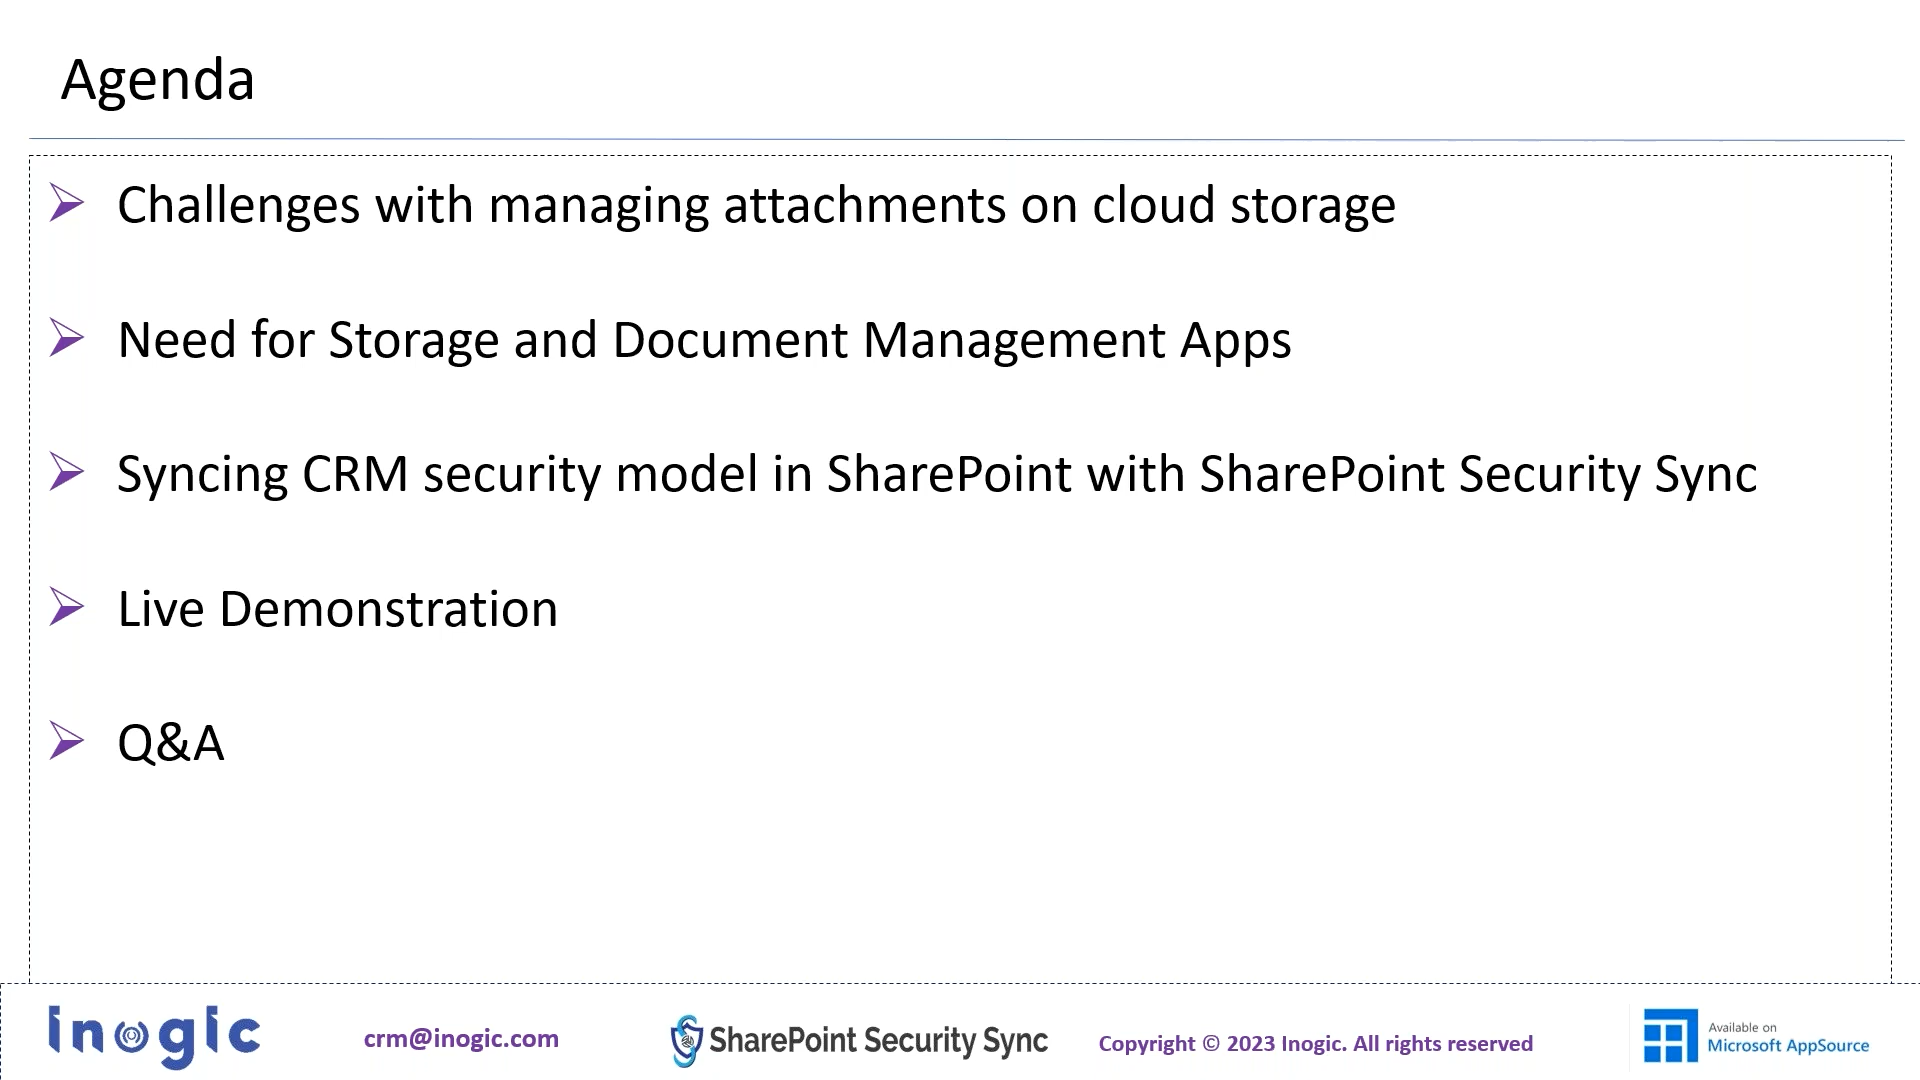 Agenda
Challenges with managing attachments on cloud storage
Need for Storage and Document Management Apps
Syncing CRM security model in SharePoint with SharePoint Security Sync
Live Demonstration
Q&A
inogic
crm@inogic.com
SharePoint Security Sync
Copyright © 2023 Inogic. All rights reserved
Available on
Microsoft AppSource